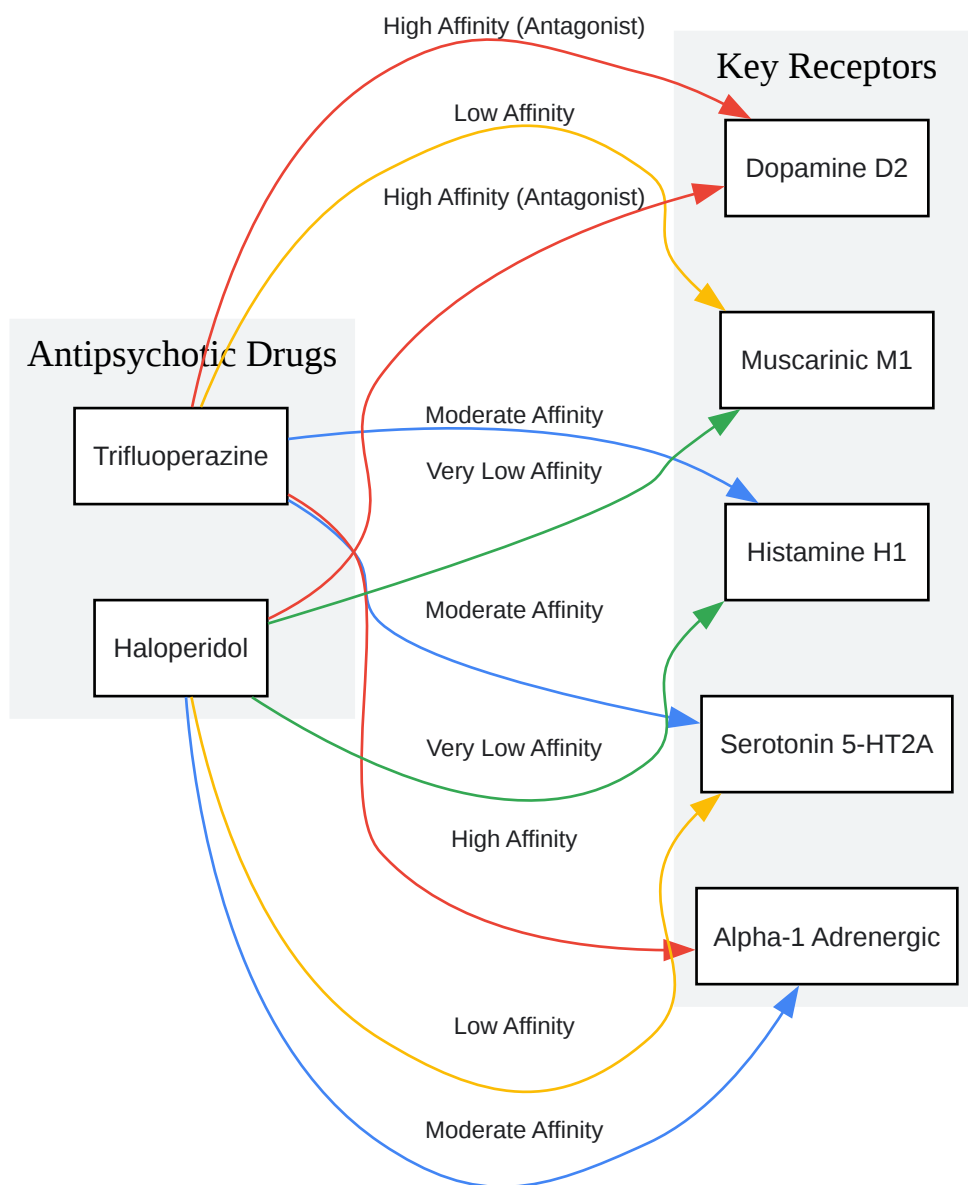 High Affinity (Antagonist)
Key Receptors
Low Affinity
Dopamine D2
High Affinity (Antagonist)
Antipsychotic Drugs
Muscarinic M1
Moderate Affinity
Trifluoperazine
Very Low Affinity
Histamine H1
Moderate Affinity
Haloperidol
Very Low Affinity
Serotonin 5-HT2A
High Affinity
Alpha-1 Adrenergic
Low Affinity
Moderate Affinity